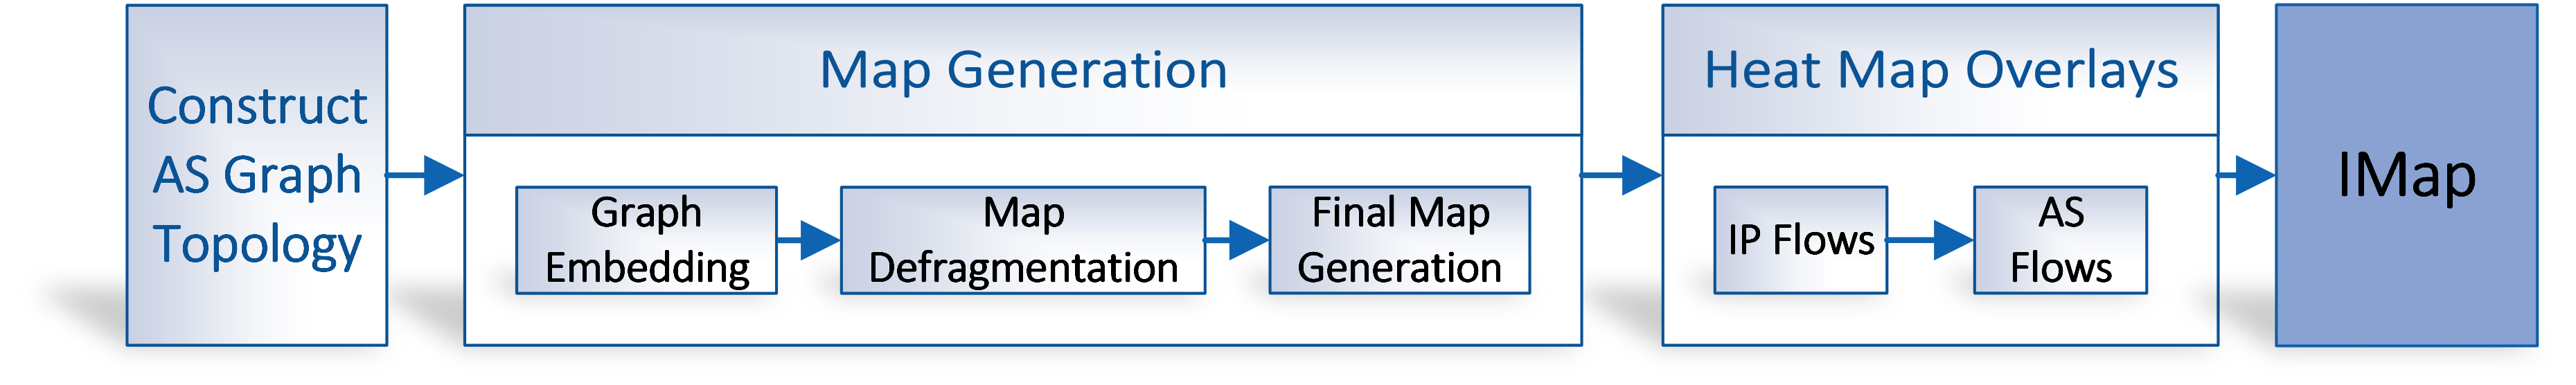 Construct
AS Graph
Topology
Map Generation
Graph
Embedding
Map
Defragmentation
Final Map
Generation
Heat Map Overlays
IP Flows
AS
Flows
IMap